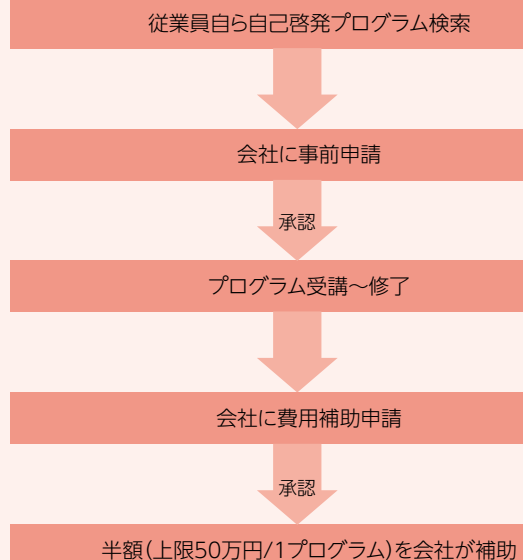 従業員自ら自己啓発プログラム検索
会社に事前申請
承認
プログラム受講～修了
会社に費用補助申請
承認
半額(上限50万円/1プログラム)を会社が補助